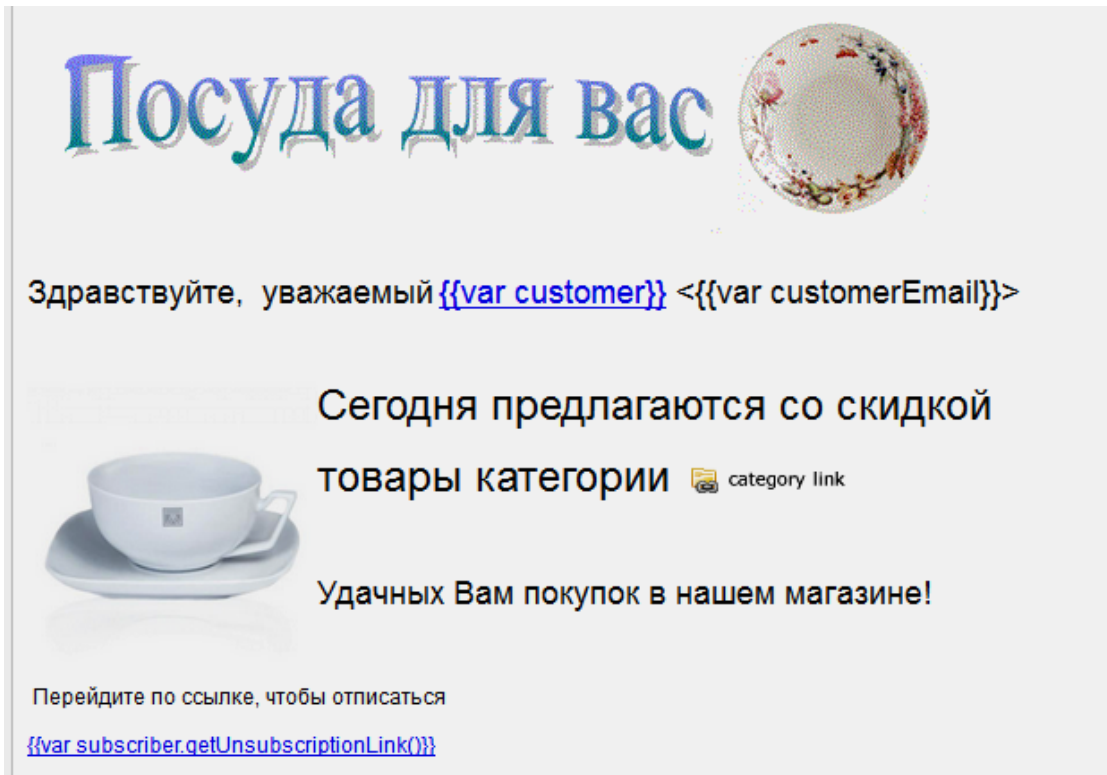 Посуда для вас
Здравствуйте, уважаемый {{var customer}} <{{var customerEmail}}>
Сегодня предлагаются со скидкой
товары категории category link
Удачных Вам покупок в нашем магазине!
Перейдите по ссылке, чтобы отписаться
{{var subscriber.getUnsubscriptionLink()}}